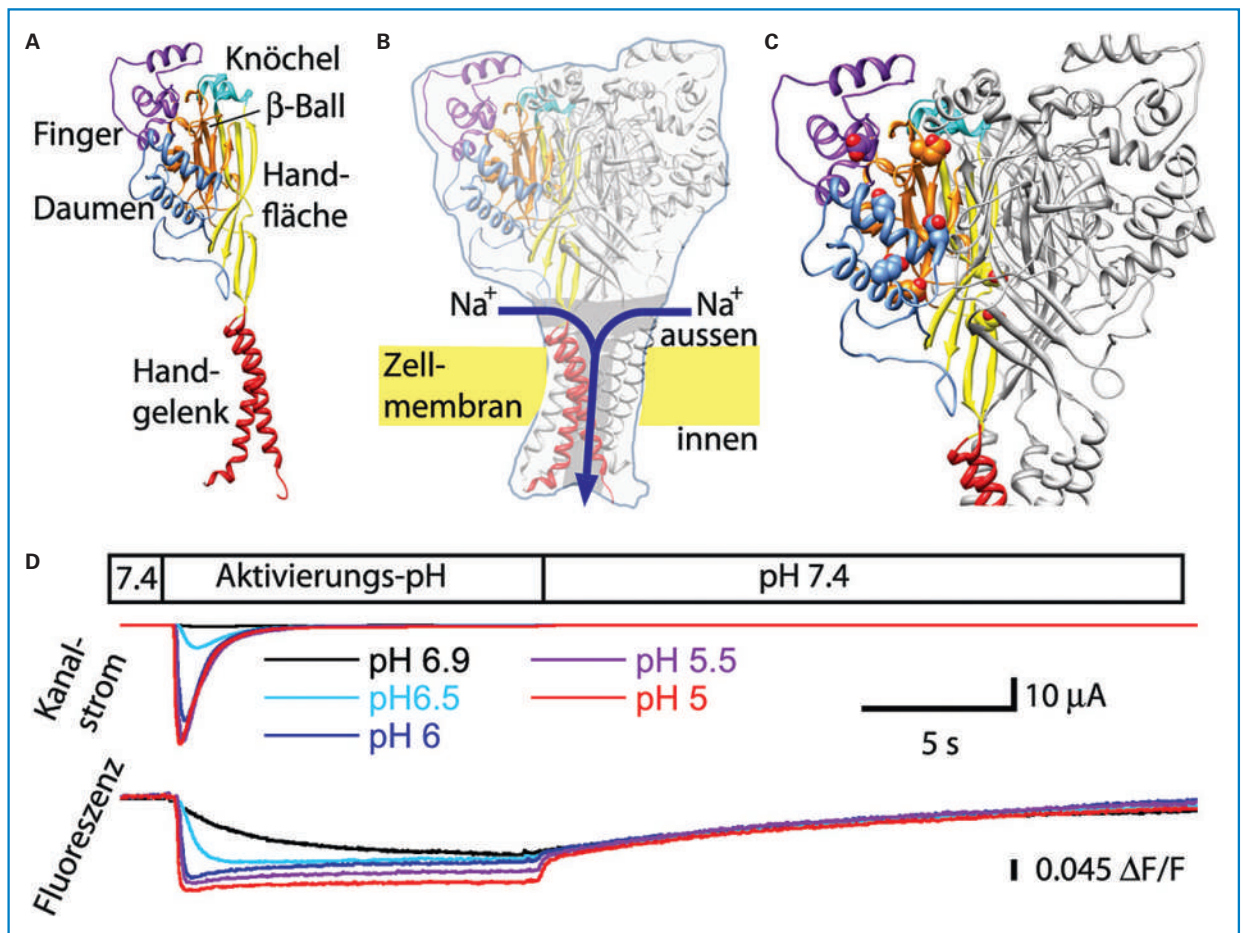 A
Knöchel
β-Ball
Finger
Hand-
fläche
Daumen
Hand-
gelenk
B
Na+
Na+
aussen
Zell-
membran
innen
C
D
7.4
Aktivierungs-pH
pH 7.4
Kanal-
strom
pH 6.9
pH 5.5
pH6.5
pH 5
pH 6
10 μA
5 s
Fluoreszenz
0.045 ΔF/F